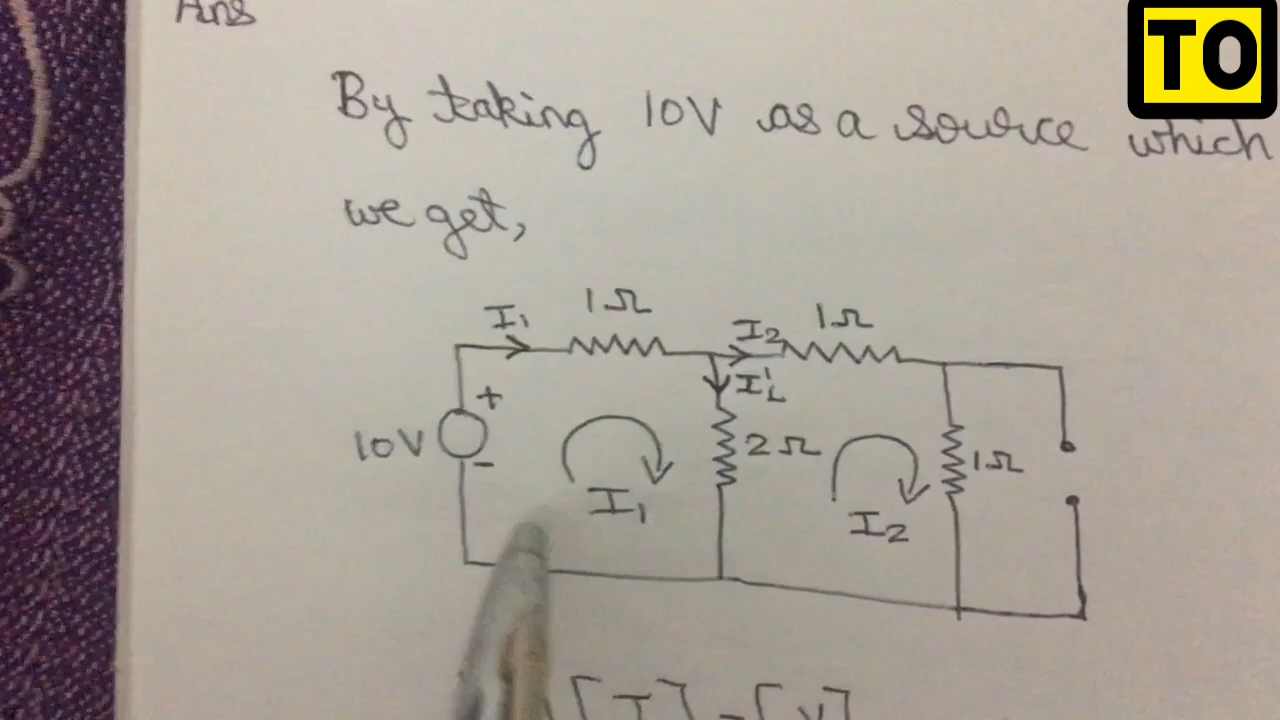 TO
Ans
By taking 10V as a source which
we get,
1Ω
1Ω
I₁
I₂
I'L
+
10V
-
2Ω
1Ω
I₁
I₂
[I] = [V]